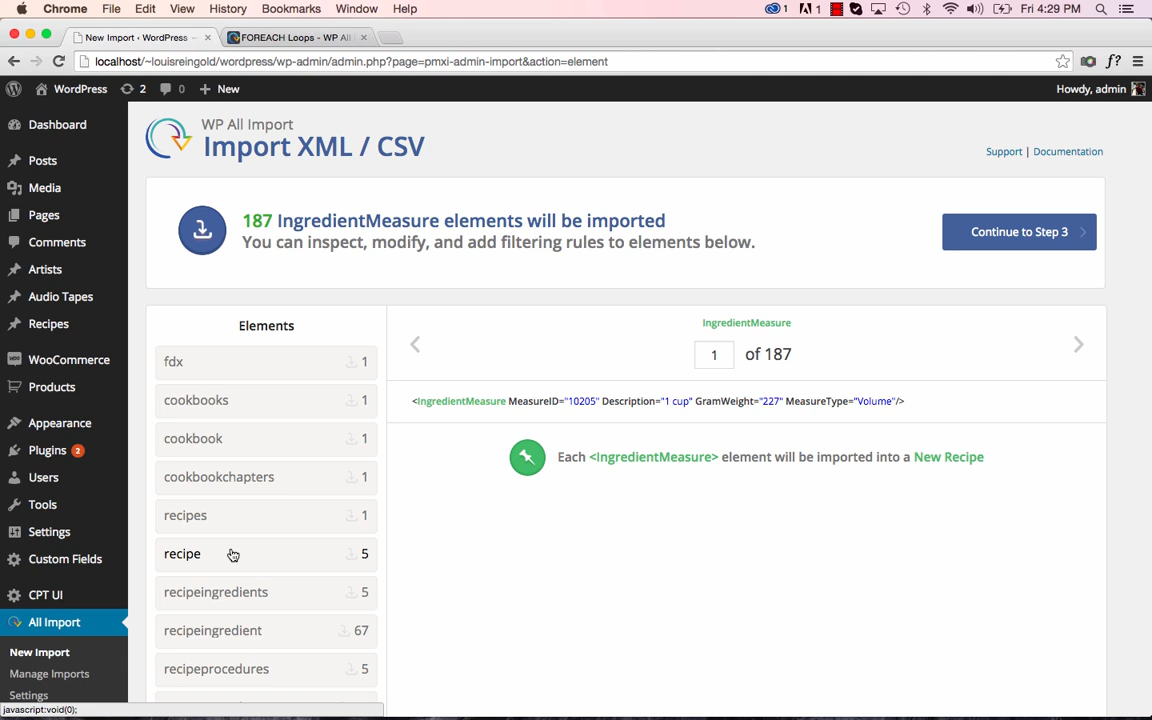 Chrome File Edit View History Bookmarks Window Help
1 1 Fri 4:29 PM
New Import ‹ WordPress
FOREACH Loops - WP All
localhost/~louisreingold/wordpress/wp-admin/admin.php?page=pmxi-admin-import&action=element
f?
WordPress 2 0 New
Howdy, admin
Dashboard
Posts
Media
Pages
Comments
Artists
Audio Tapes
Recipes
WooCommerce
Products
Appearance
Plugins 2
Users
Tools
Settings
Custom Fields
CPT UI
All Import
New Import
Manage Imports
Settings
javascript:void(0);
WP All Import
Import XML / CSV
Support | Documentation
187 IngredientMeasure elements will be imported
You can inspect, modify, and add filtering rules to elements below.
Continue to Step 3
Elements
fdx 1
cookbooks 1
cookbook 1
cookbookchapters 1
recipes 1
recipe 5
recipeingredients 5
recipeingredient 67
recipeprocedures 5
IngredientMeasure
1 of 187
<IngredientMeasure MeasureID="10205" Description="1 cup" GramWeight="227" MeasureType="Volume"/>
Each <IngredientMeasure> element will be imported into a New Recipe